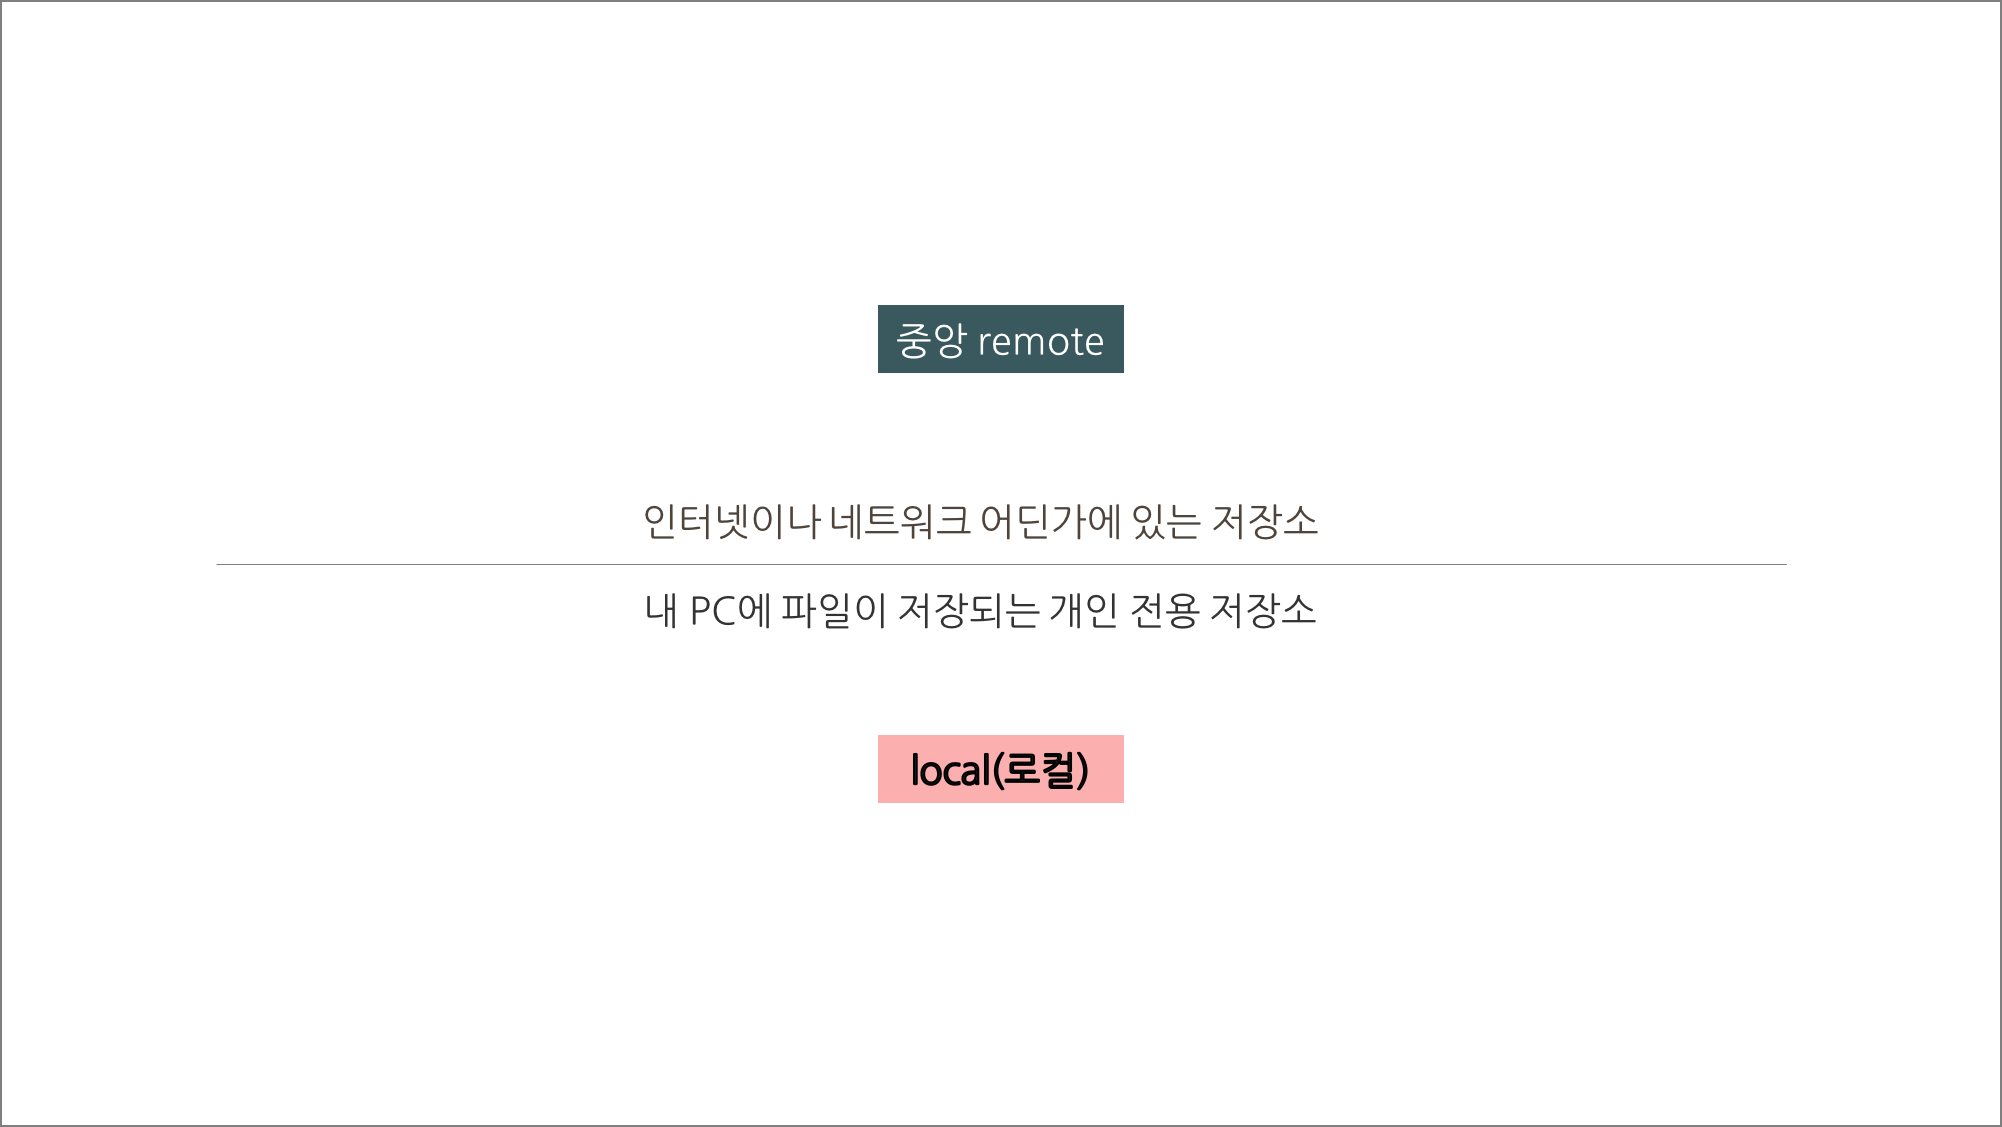 중앙 remote
인터넷이나 네트워크 어딘가에 있는 저장소
내 PC에 파일이 저장되는 개인 전용 저장소
local(로컬)